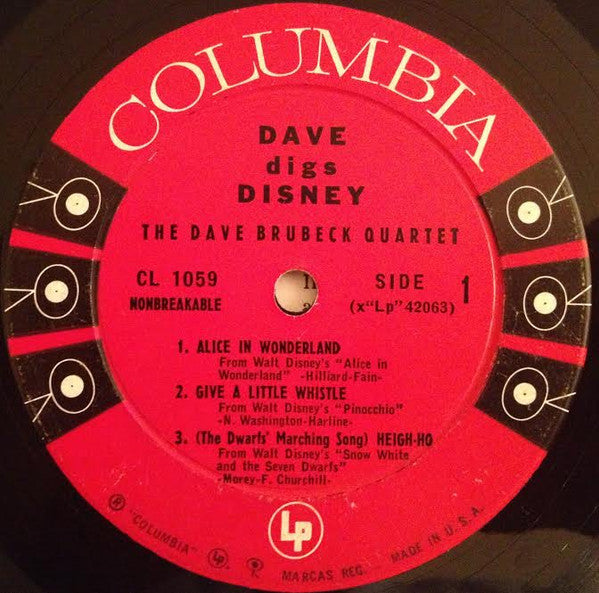 COLUMBIA
DAVE
digs
DISNEY
THE DAVE BRUBECK QUARTET
CL 1059
NONBREAKABLE
SIDE 1
(x"Lp" 42063)
1. ALICE IN WONDERLAND
From Walt Disney's "Alice in
Wonderland" -Hilliard-Fain-
2. GIVE A LITTLE WHISTLE
From Walt Disney's "Pinocchio"
-N. Washington-Harline-
3. (The Dwarfs' Marching Song) HEIGH-HO
From Walt Disney's "Snow White
and the Seven Dwarfs"
-Morey-F. Churchill-
LP
® "COLUMBIA" MARCAS REG. MADE IN U.S.A.